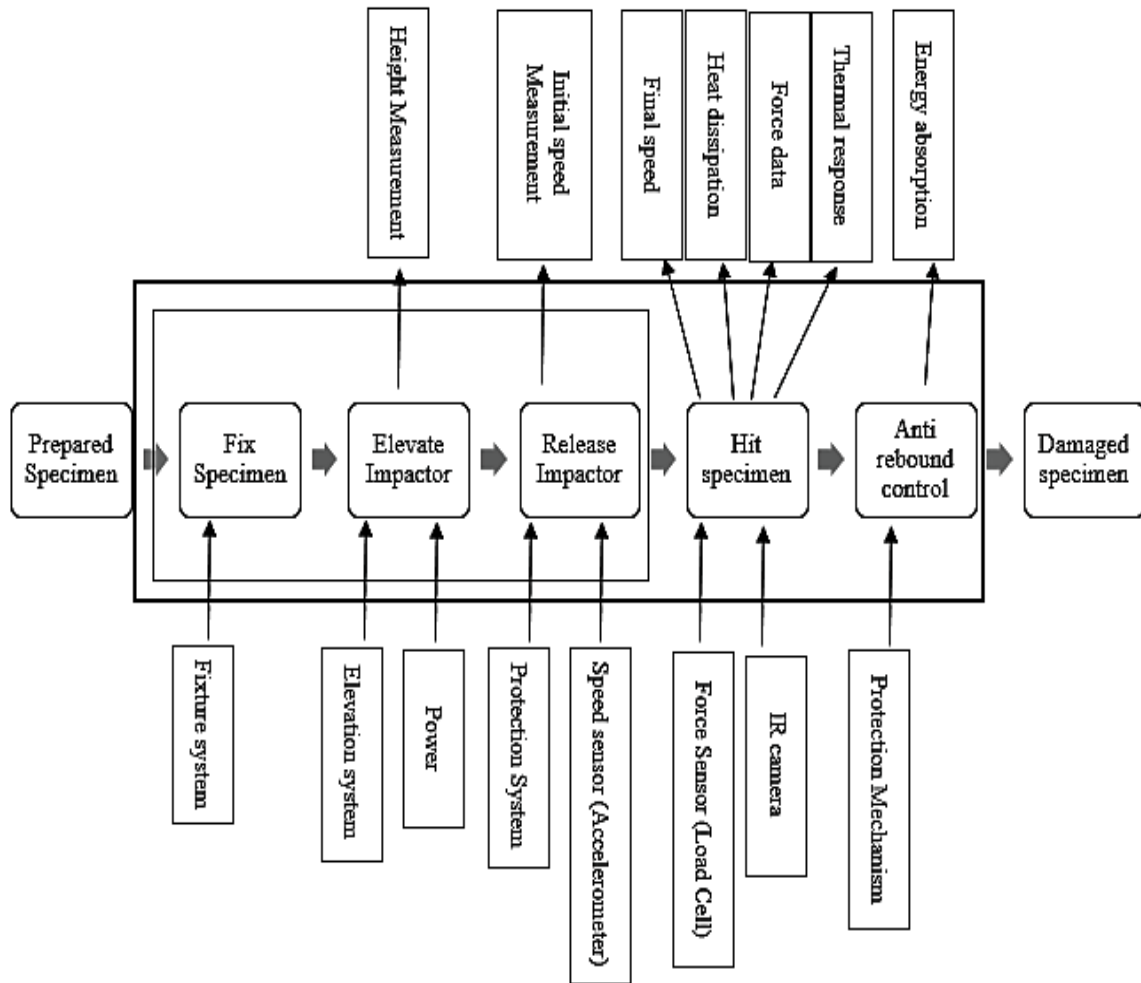 Height Measurement
Initial speed
Measurement
Final speed
Heat dissipation
Force data
Thermal response
Energy absorption
Prepared
Specimen
Fix
Specimen
Elevate
Impactor
Release
Impactor
Hit
specimen
Anti
rebound
control
Damaged
specimen
Fixture system
Elevation system
Power
Protection System
Speed sensor (Accelerometer)
Force Sensor (Load Cell)
IR camera
Protection Mechanism